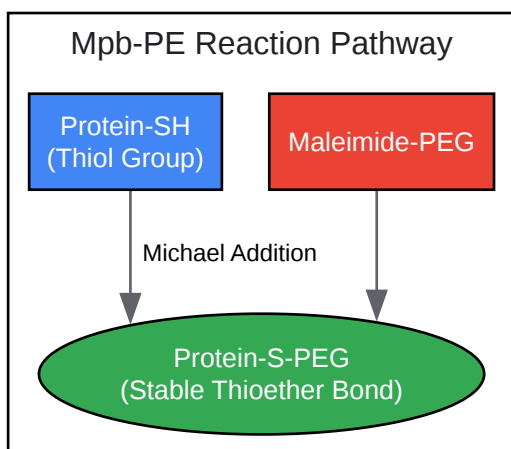 Mpb-PE Reaction Pathway
Protein-SH
(Thiol Group)
Maleimide-PEG
Michael Addition
Protein-S-PEG
(Stable Thioether Bond)